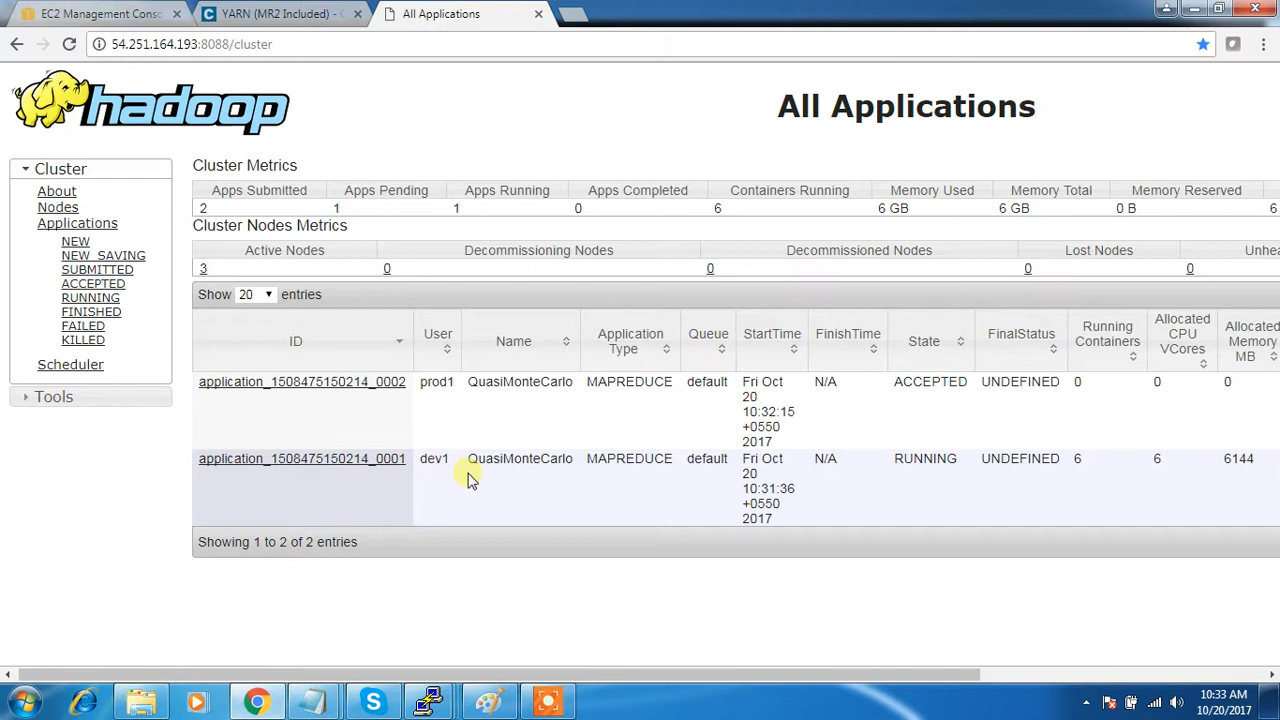 EC2 Management Conso
YARN (MR2 Included) - C
All Applications
54.251.164.193:8088/cluster
hadoop
All Applications
Cluster
About
Nodes
Applications
NEW
NEW_SAVING
SUBMITTED
ACCEPTED
RUNNING
FINISHED
FAILED
KILLED
Scheduler
Tools
Cluster Metrics
Apps Submitted Apps Pending Apps Running Apps Completed Containers Running Memory Used Memory Total Memory Reserved
2 1 1 0 6 6 GB 6 GB 0 B 6
Cluster Nodes Metrics
Active Nodes Decommissioning Nodes Decommissioned Nodes Lost Nodes Unhea
3 0 0 0 0
Show 20 entries
ID User Name Application Type Queue StartTime FinishTime State FinalStatus Running Containers Allocated CPU VCores Allocated Memory MB
application_1508475150214_0002 prod1 QuasiMonteCarlo MAPREDUCE default Fri Oct 20 10:32:15 +0550 2017 N/A ACCEPTED UNDEFINED 0 0 0
application_1508475150214_0001 dev1 QuasiMonteCarlo MAPREDUCE default Fri Oct 20 10:31:36 +0550 2017 N/A RUNNING UNDEFINED 6 6 6144
Showing 1 to 2 of 2 entries
10:33 AM
10/20/2017